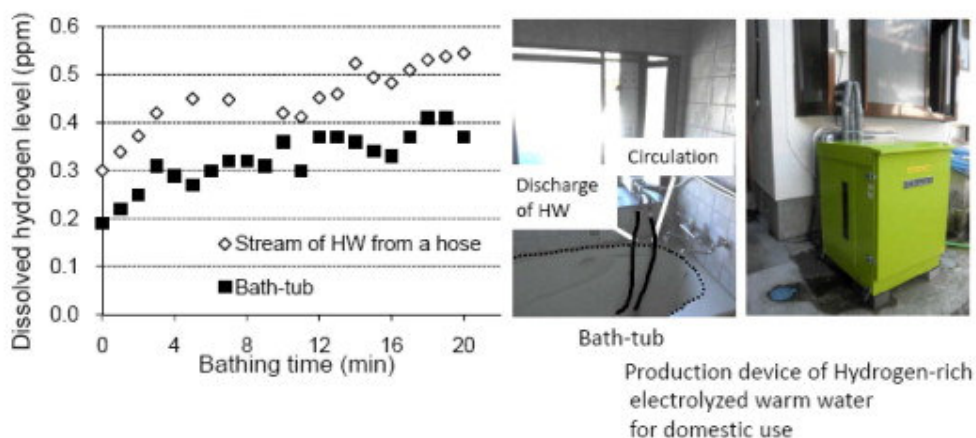 Dissolved hydrogen level (ppm)
0.6
0.5
0.4
0.3
0.2
0.1
0.0
Stream of HW from a hose
Bath-tub
0 4 8 12 16 20
Bathing time (min)
Circulation
Discharge
of HW
Bath-tub
Production device of Hydrogen-rich
electrolyzed warm water
for domestic use